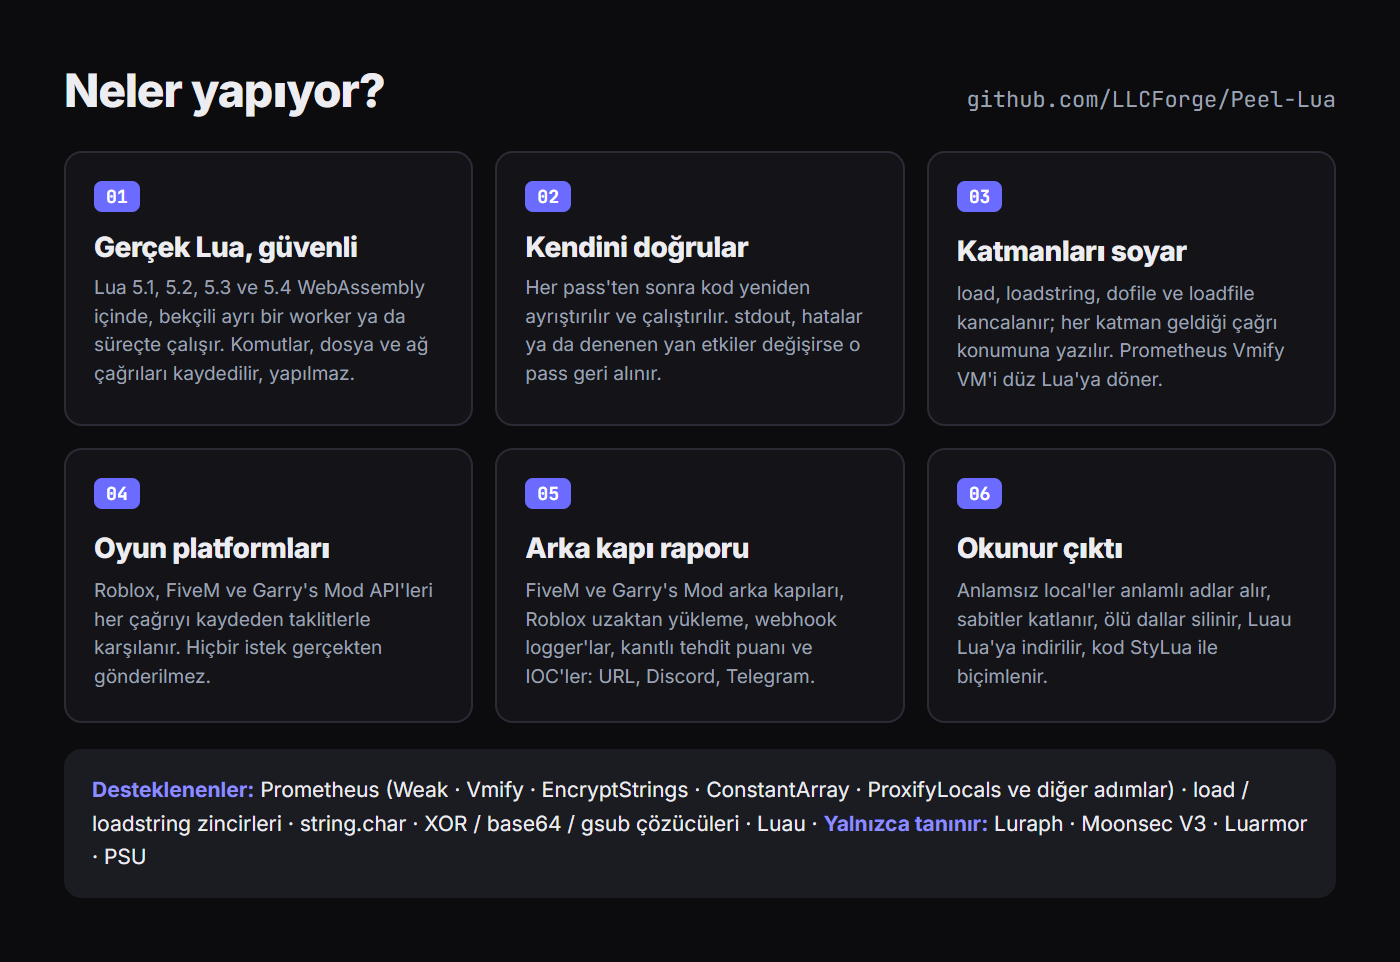 Neler yapıyor?
github.com/LLCForge/Peel-Lua
01
Gerçek Lua, güvenli
Lua 5.1, 5.2, 5.3 ve 5.4 WebAssembly
içinde, bekçili ayrı bir worker ya da
süreçte çalışır. Komutlar, dosya ve ağ
çağrıları kaydedilir, yapılmaz.
02
Kendini doğrular
Her pass'ten sonra kod yeniden
ayrıştırılır ve çalıştırılır. stdout, hatalar
ya da denenen yan etkiler değişirse o
pass geri alınır.
03
Katmanları soyar
load, loadstring, dofile ve loadfile
kancalanır; her katman geldiği çağrı
konumuna yazılır. Prometheus Vmify
VM'i düz Lua'ya döner.
04
Oyun platformları
Roblox, FiveM ve Garry's Mod API'leri
her çağrıyı kaydeden taklitlerle
karşılanır. Hiçbir istek gerçekten
gönderilmez.
05
Arka kapı raporu
FiveM ve Garry's Mod arka kapıları,
Roblox uzaktan yükleme, webhook
logger'lar, kanıtlı tehdit puanı ve
IOC'ler: URL, Discord, Telegram.
06
Okunur çıktı
Anlamsız local'ler anlamlı adlar alır,
sabitler katlanır, ölü dallar silinir, Luau
Lua'ya indirilir, kod StyLua ile
biçimlenir.
Desteklenenler: Prometheus (Weak · Vmify · EncryptStrings · ConstantArray · ProxifyLocals ve diğer adımlar) · load /
loadstring zincirleri · string.char · XOR / base64 / gsub çözücüleri · Luau · Yalnızca tanınır: Luraph · Moonsec V3 · Luarmor
· PSU